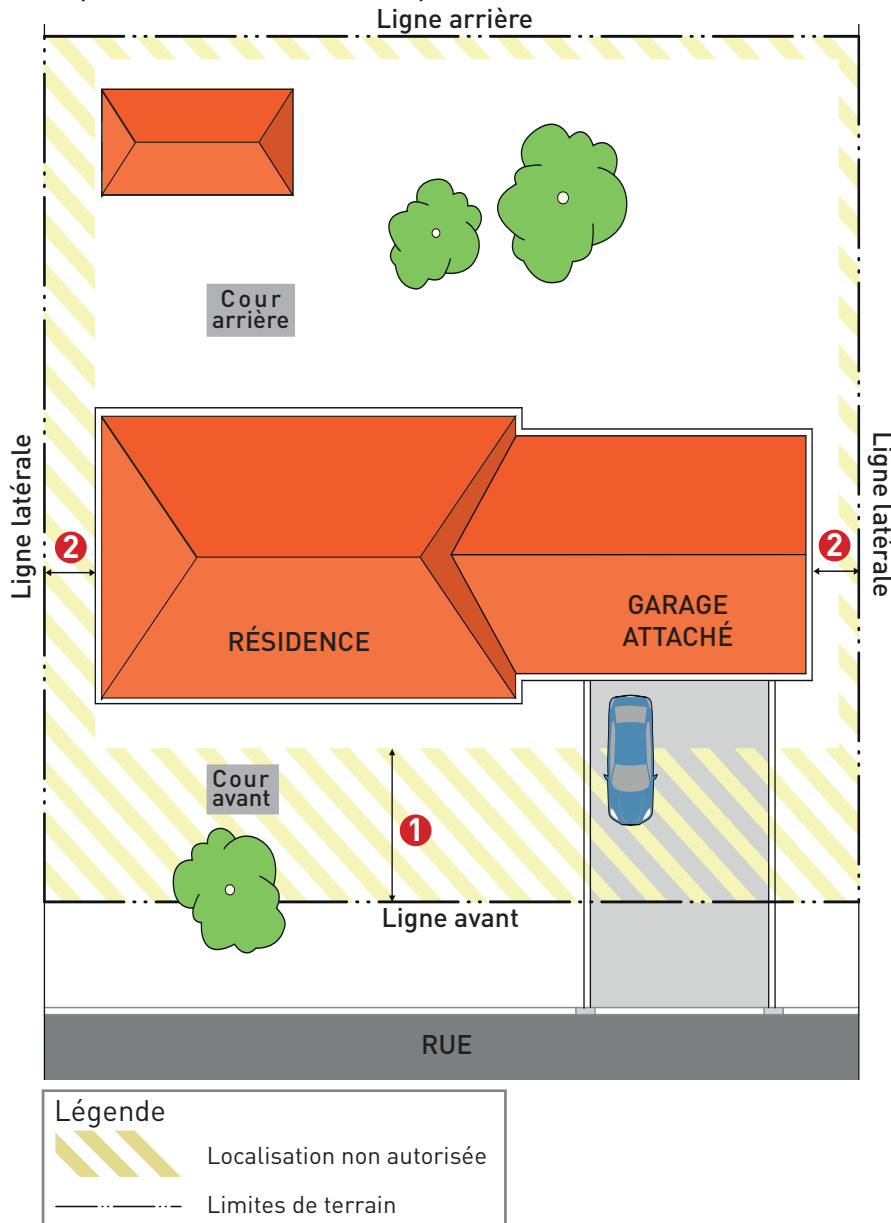 Ligne arrière
Cour
arrière
Ligne latérale
Ligne latérale
2
2
RÉSIDENCE
GARAGE
ATTACHÉ
Cour
avant
1
Ligne avant
RUE
Légende
Localisation non autorisée
Limites de terrain